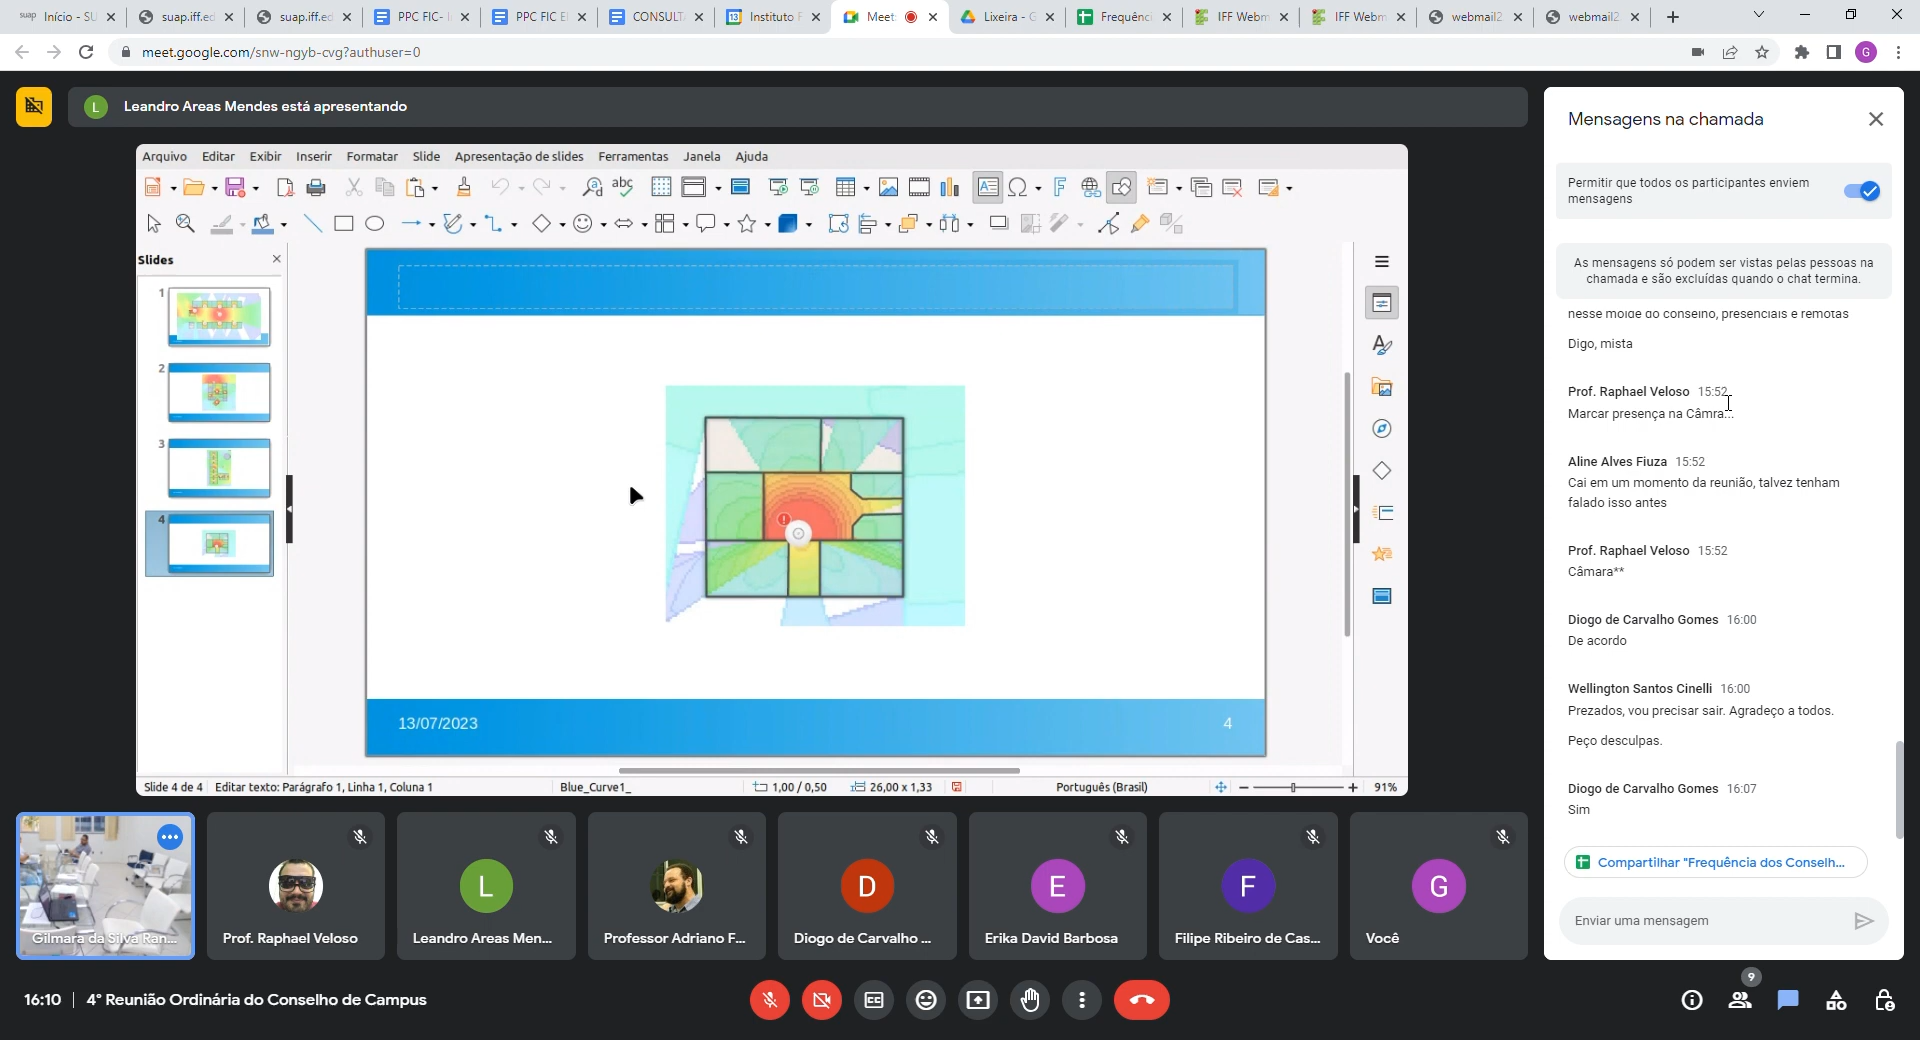 suap Início - SU
suap.iff.ed
suap.iff.ed
PPC FIC- I
PPC FIC E
CONSULT
13 Instituto F
Meet
Lixeira - G
Frequênc
IFF Webm
IFF Webm
webmail2
webmail2
meet.google.com/snw-ngyb-cvg?authuser=0
G
L Leandro Areas Mendes está apresentando
Arquivo Editar Exibir Inserir Formatar Slide Apresentação de slides Ferramentas Janela Ajuda
abc
Slides
1
2
3
4
13/07/2023
4
Slide 4 de 4 Editar texto: Parágrafo 1, Linha 1, Coluna 1 Blue_Curve1_ 1,00 / 0,50 26,00 x 1,33 Português (Brasil) 91%
Gilmara da Silva Ran...
Prof. Raphael Veloso
L
Leandro Areas Men...
Professor Adriano F...
D
Diogo de Carvalho ...
E
Erika David Barbosa
F
Filipe Ribeiro de Cas...
G
Você
16:10 | 4° Reunião Ordinária do Conselho de Campus
9
Mensagens na chamada
Permitir que todos os participantes enviem
mensagens
As mensagens só podem ser vistas pelas pessoas na
chamada e são excluídas quando o chat termina.
nesse molde do conselho, presenciais e remotas
Digo, mista
Prof. Raphael Veloso 15:52
Marcar presença na Câmra...
Aline Alves Fiuza 15:52
Cai em um momento da reunião, talvez tenham
falado isso antes
Prof. Raphael Veloso 15:52
Câmara**
Diogo de Carvalho Gomes 16:00
De acordo
Wellington Santos Cinelli 16:00
Prezados, vou precisar sair. Agradeço a todos.
Peço desculpas.
Diogo de Carvalho Gomes 16:07
Sim
Compartilhar "Frequência dos Conselh...
Enviar uma mensagem